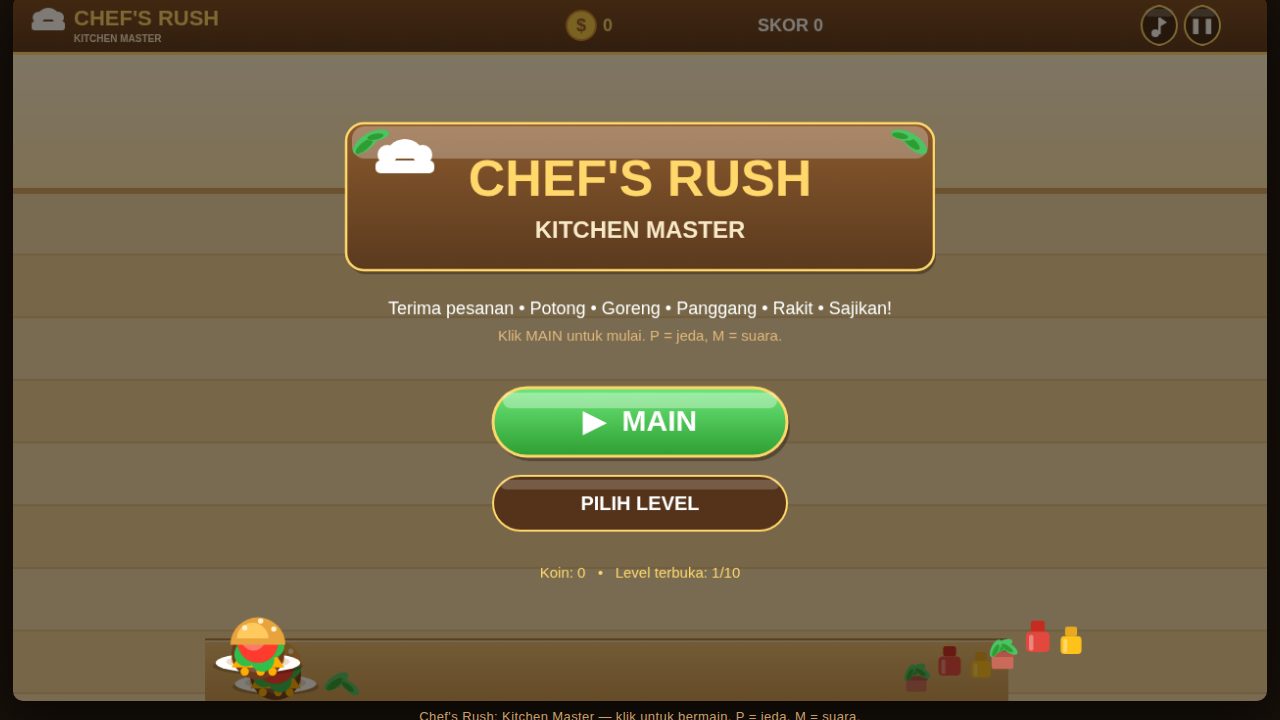 CHEF'S RUSH
KITCHEN MASTER
$ 0
SKOR 0
CHEF'S RUSH
KITCHEN MASTER
Terima pesanan • Potong • Goreng • Panggang • Rakit • Sajikan!
Klik MAIN untuk mulai. P = jeda, M = suara.
▶ MAIN
PILIH LEVEL
Koin: 0 • Level terbuka: 1/10
Chef's Rush: Kitchen Master — klik untuk bermain. P = jeda, M = suara.